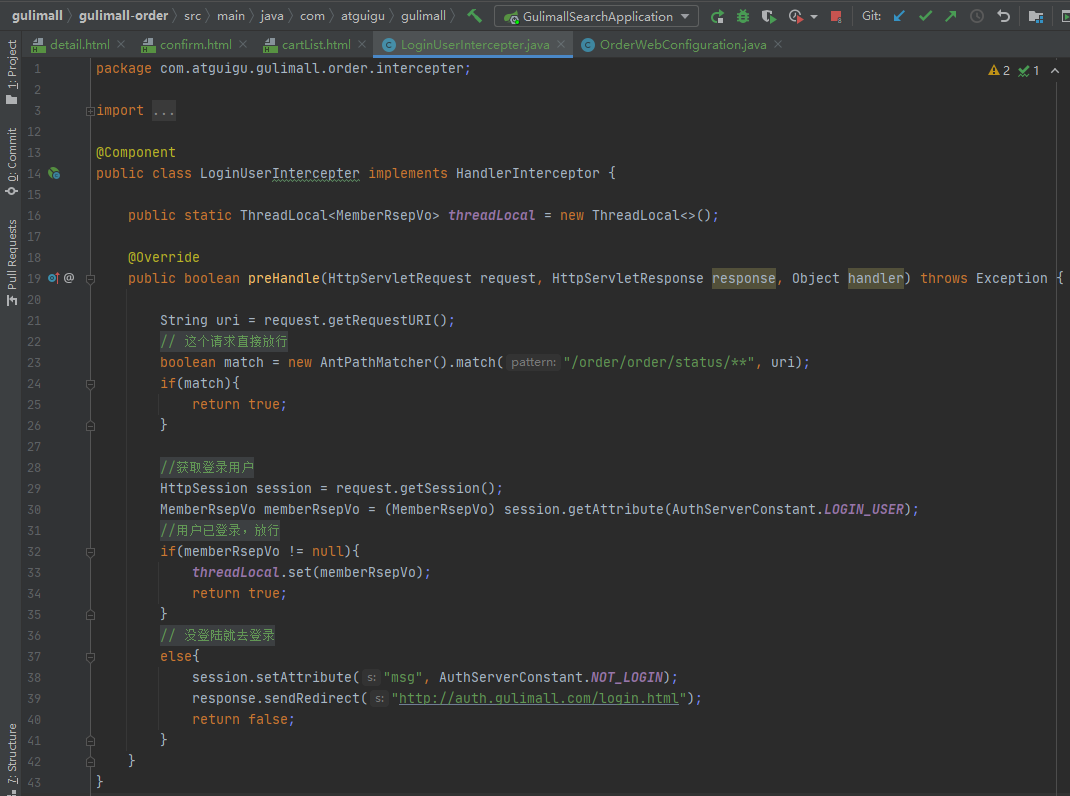 gulimall gulimall-order src main java com atguigu gulimall GulimallSearchApplication Git:
detail.html confirm.html cartList.html LoginUserIntercepter.java OrderWebConfiguration.java
1: Project
0: Commit
Pull Requests
7: Structure
2 1
1 package com.atguigu.gulimall.order.intercepter;
2
3 import ...
12
13 @Component
14 public class LoginUserIntercepter implements HandlerInterceptor {
15
16 public static ThreadLocal<MemberRsepVo> threadLocal = new ThreadLocal<>();
17
18 @Override
19 @ public boolean preHandle(HttpServletRequest request, HttpServletResponse response, Object handler) throws Exception {
20
21 String uri = request.getRequestURI();
22 // 这个请求直接放行
23 boolean match = new AntPathMatcher().match( pattern: "/order/order/status/**", uri);
24 if(match){
25 return true;
26 }
27
28 //获取登录用户
29 HttpSession session = request.getSession();
30 MemberRsepVo memberRsepVo = (MemberRsepVo) session.getAttribute(AuthServerConstant.LOGIN_USER);
31 //用户已登录，放行
32 if(memberRsepVo != null){
33 threadLocal.set(memberRsepVo);
34 return true;
35 }
36 // 没登陆就去登录
37 else{
38 session.setAttribute( s: "msg", AuthServerConstant.NOT_LOGIN);
39 response.sendRedirect( s: "http://auth.gulimall.com/login.html");
40 return false;
41 }
42 }
43 }